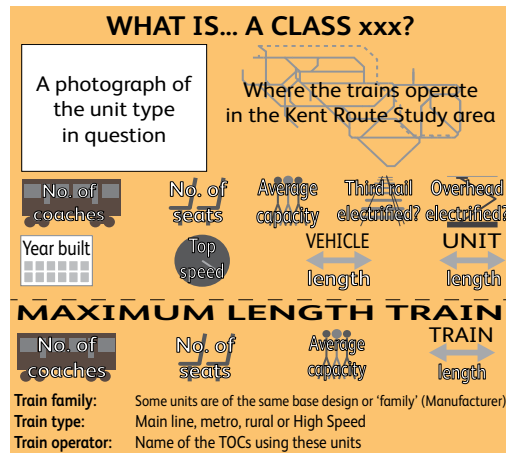 WHAT IS... A CLASS xxx?
A photograph of
the unit type
in question
Where the trains operate
in the Kent Route Study area
No. of
coaches
No. of
seats
Average
capacity
Third rail
electrified?
Overhead
electrified?
Year built
Top
speed
VEHICLE
length
UNIT
length
MAXIMUM LENGTH TRAIN
No. of
coaches
No. of
seats
Average
capacity
TRAIN
length
Train family: Some units are of the same base design or ‘family’ (Manufacturer)
Train type: Main line, metro, rural or High Speed
Train operator: Name of the TOCs using these units